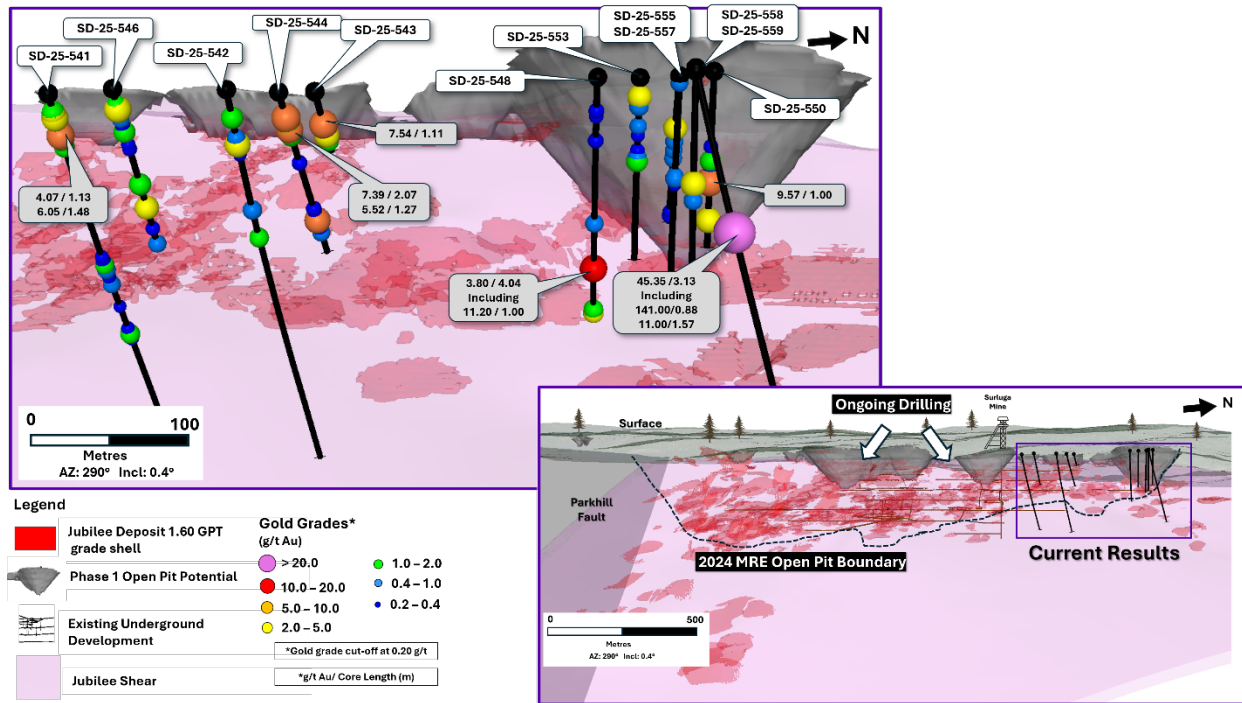 SD-25-541
SD-25-546
SD-25-542
SD-25-544
SD-25-543
SD-25-548
SD-25-553
SD-25-555
SD-25-557
SD-25-558
SD-25-559
SD-25-550
N
4.07 / 1.13
6.05 / 1.48
7.54 / 1.11
7.39 / 2.07
5.52 / 1.27
3.80 / 4.04
Including
11.20 / 1.00
45.35 / 3.13
Including
141.00/0.88
11.00/1.57
9.57 / 1.00
0 100
Metres
AZ: 290° Incl: 0.4°
Legend
Jubilee Deposit 1.60 GPT
grade shell
Phase 1 Open Pit Potential
Existing Underground
Development
Jubilee Shear
Gold Grades*
(g/t Au)
> 20.0
10.0 – 20.0
5.0 – 10.0
2.0 – 5.0
1.0 – 2.0
0.4 – 1.0
0.2 – 0.4
*Gold grade cut-off at 0.20 g/t
*g/t Au/ Core Length (m)
Ongoing Drilling
Surluga
Mine
N
Surface
Parkhill
Fault
2024 MRE Open Pit Boundary
Current Results
0 500
Metres
AZ: 290° Incl: 0.4°